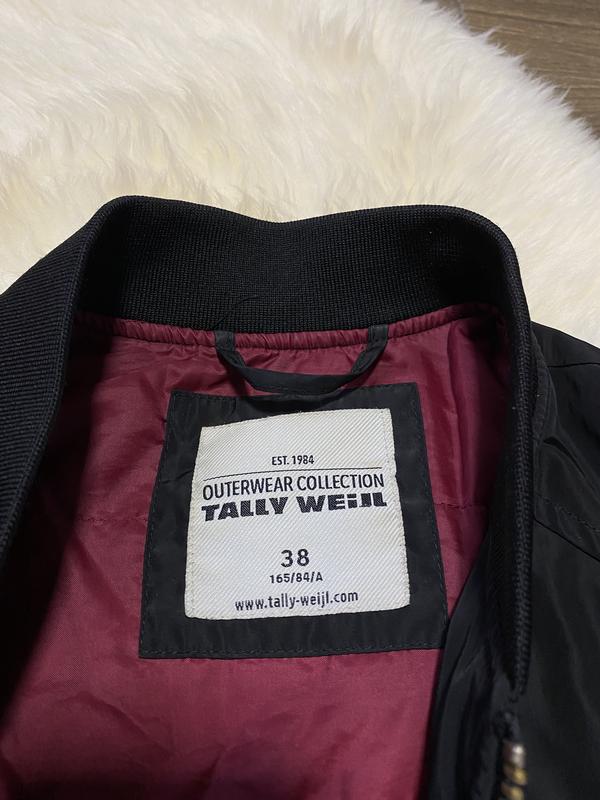 EST. 1984
OUTERWEAR COLLECTION
TALLY WEiJL
38
165/84/A
www.tally-weijl.com